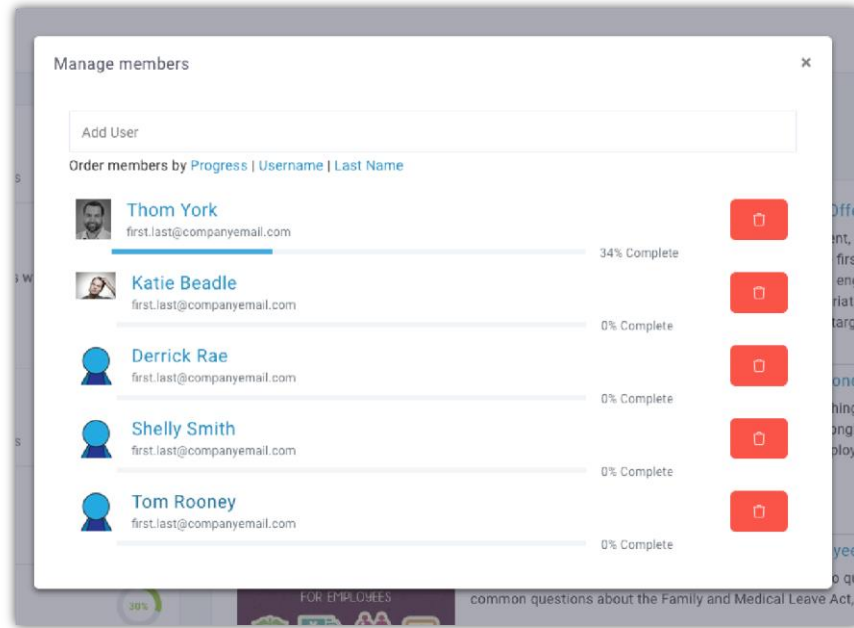 Manage members
×
Add User
Order members by Progress | Username | Last Name
Thom York
first.last@companyemail.com
34% Complete
Katie Beadle
first.last@companyemail.com
0% Complete
Derrick Rae
first.last@companyemail.com
0% Complete
Shelly Smith
first.last@companyemail.com
0% Complete
Tom Rooney
first.last@companyemail.com
0% Complete
30%
FOR EMPLOYEES
common questions about the Family and Medical Leave Act,